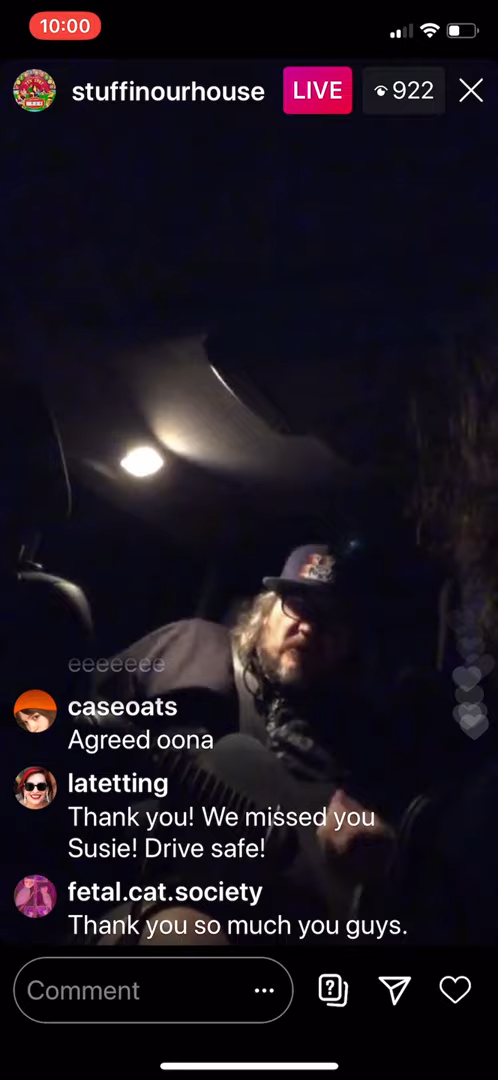 10:00
stuffinourhouse
LIVE
922
eeeeeee
caseoats
Agreed oona
latetting
Thank you! We missed you
Susie! Drive safe!
fetal.cat.society
Thank you so much you guys.
Comment